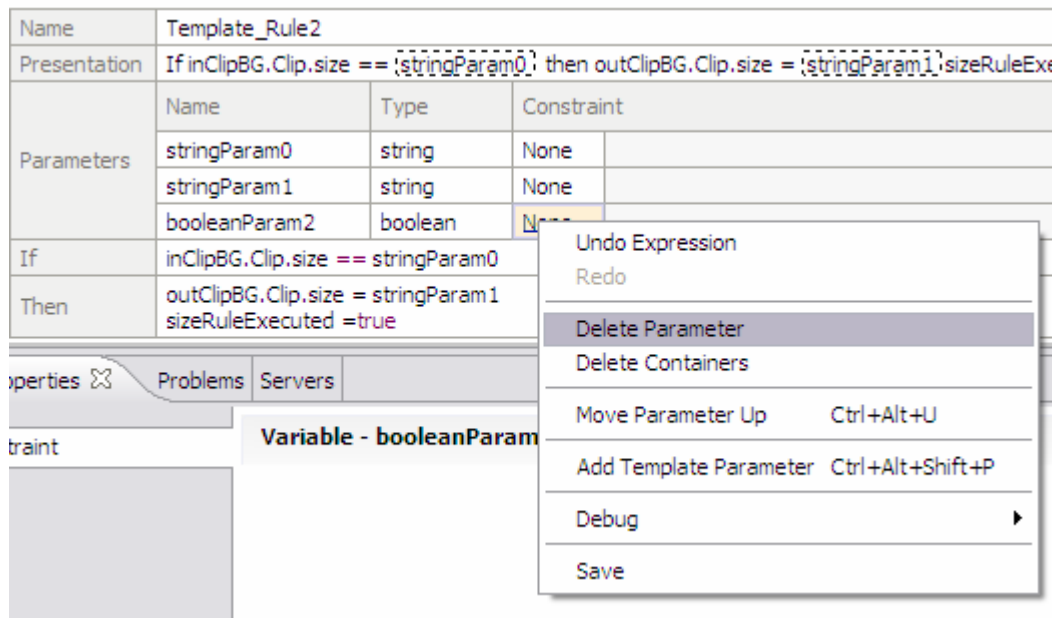 Name Template_Rule2
Presentation If inClipBG.Clip.size == stringParam0 then outClipBG.Clip.size = stringParam1 sizeRuleExe
Parameters
Name Type Constraint
stringParam0 string None
stringParam1 string None
booleanParam2 boolean None
If inClipBG.Clip.size == stringParam0
Then
outClipBG.Clip.size = stringParam1
sizeRuleExecuted =true
Undo Expression
Redo
Delete Parameter
Delete Containers
Move Parameter Up Ctrl+Alt+U
Add Template Parameter Ctrl+Alt+Shift+P
Debug
Save
operties Problems Servers
traint
Variable - booleanParam